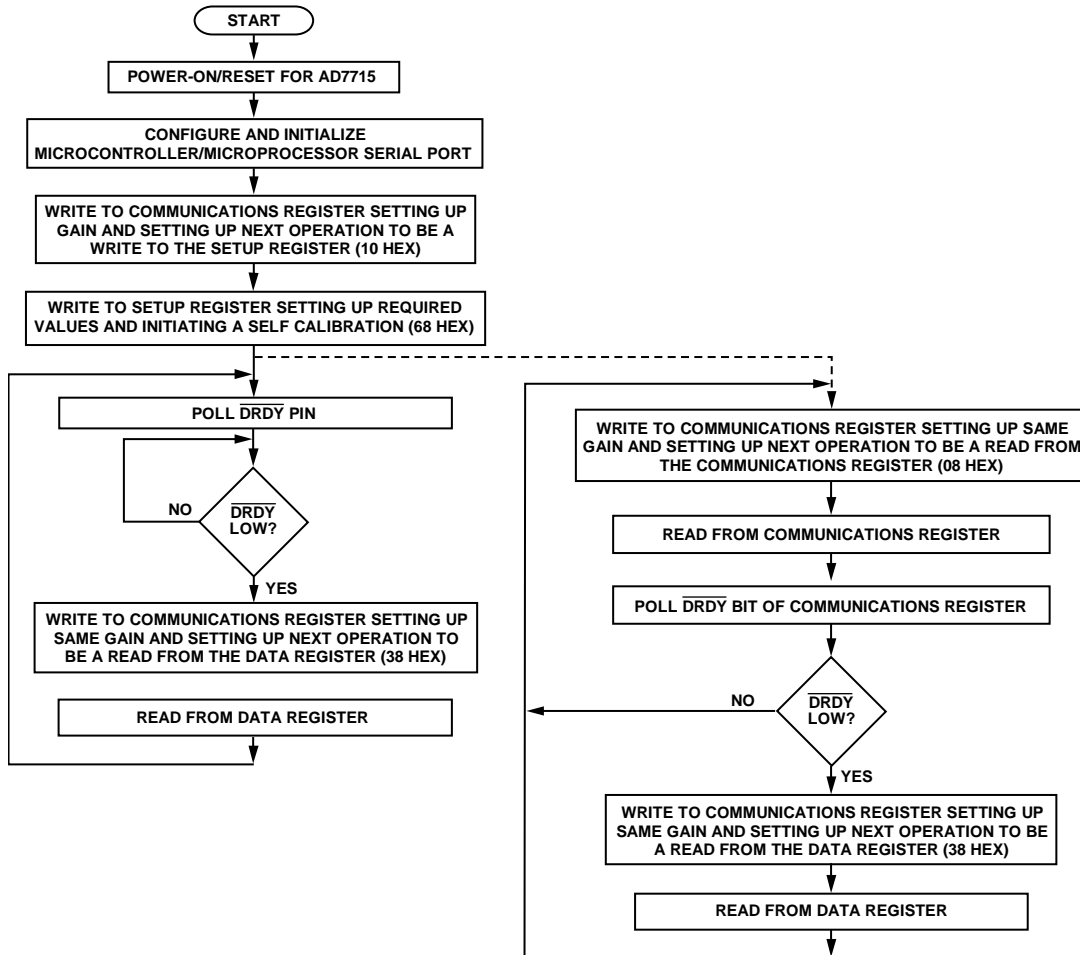 START
POWER-ON/RESET FOR AD7715
CONFIGURE AND INITIALIZE
MICROCONTROLLER/MICROPROCESSOR SERIAL PORT
WRITE TO COMMUNICATIONS REGISTER SETTING UP
GAIN AND SETTING UP NEXT OPERATION TO BE A
WRITE TO THE SETUP REGISTER (10 HEX)
WRITE TO SETUP REGISTER SETTING UP REQUIRED
VALUES AND INITIATING A SELF CALIBRATION (68 HEX)
POLL DRDY PIN
NO
DRDY
LOW?
YES
WRITE TO COMMUNICATIONS REGISTER SETTING UP
SAME GAIN AND SETTING UP NEXT OPERATION TO
BE A READ FROM THE DATA REGISTER (38 HEX)
READ FROM DATA REGISTER
WRITE TO COMMUNICATIONS REGISTER SETTING UP SAME
GAIN AND SETTING UP NEXT OPERATION TO BE A READ FROM
THE COMMUNICATIONS REGISTER (08 HEX)
READ FROM COMMUNICATIONS REGISTER
POLL DRDY BIT OF COMMUNICATIONS REGISTER
NO
DRDY
LOW?
YES
WRITE TO COMMUNICATIONS REGISTER SETTING UP
SAME GAIN AND SETTING UP NEXT OPERATION TO BE
A READ FROM THE DATA REGISTER (38 HEX)
READ FROM DATA REGISTER